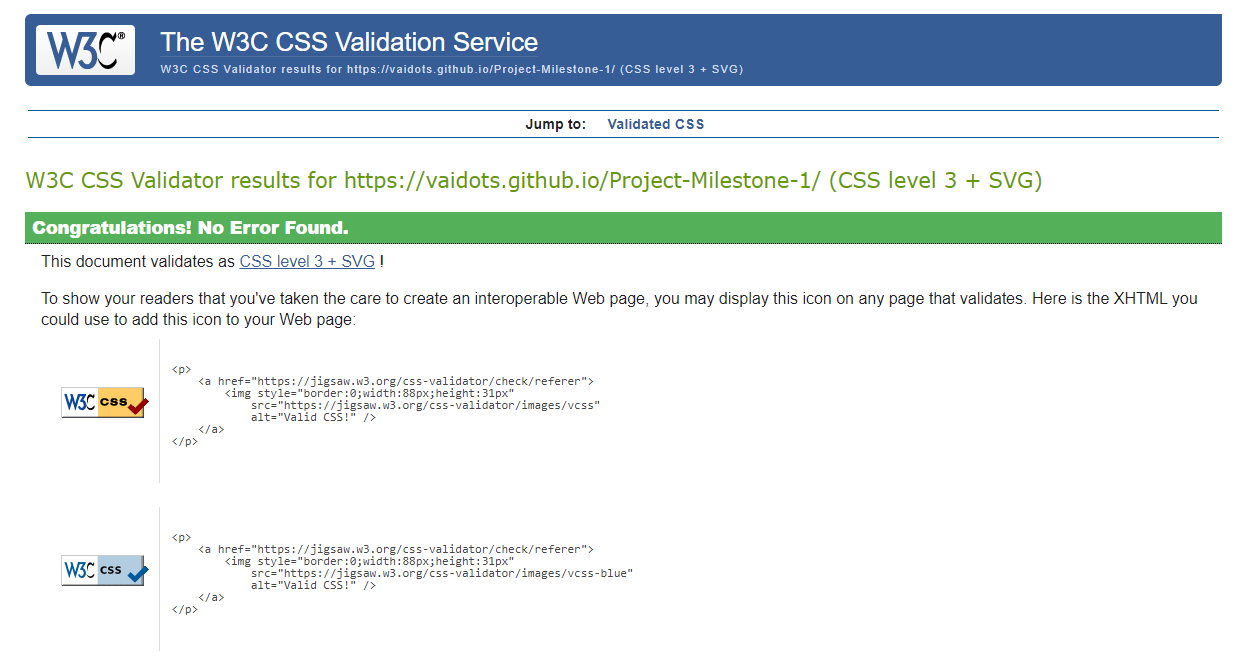 W3C®
The W3C CSS Validation Service
W3C CSS Validator results for https://vaidots.github.io/Project-Milestone-1/ (CSS level 3 + SVG)
Jump to: Validated CSS
W3C CSS Validator results for https://vaidots.github.io/Project-Milestone-1/ (CSS level 3 + SVG)
Congratulations! No Error Found.
This document validates as CSS level 3 + SVG !
To show your readers that you've taken the care to create an interoperable Web page, you may display this icon on any page that validates. Here is the XHTML you
could use to add this icon to your Web page:
W3C css
<p>
    <a href="https://jigsaw.w3.org/css-validator/check/referer">
        <img style="border:0;width:88px;height:31px"
            src="https://jigsaw.w3.org/css-validator/images/vcss"
            alt="Valid CSS!" />
    </a>
</p>
W3C css
<p>
    <a href="https://jigsaw.w3.org/css-validator/check/referer">
        <img style="border:0;width:88px;height:31px"
            src="https://jigsaw.w3.org/css-validator/images/vcss-blue"
            alt="Valid CSS!" />
    </a>
</p>